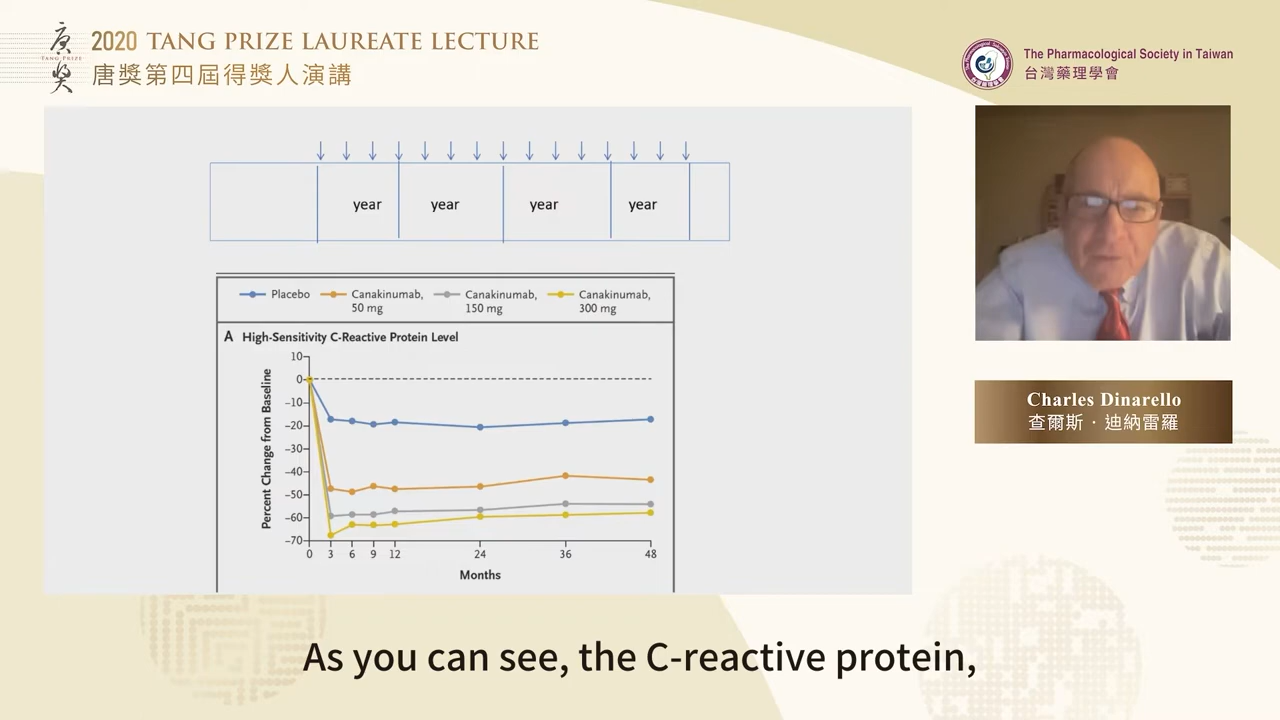 唐獎
TANG PRIZE
2020 TANG PRIZE LAUREATE LECTURE
唐獎第四屆得獎人演講
The Pharmacological Society in Taiwan
台灣藥理學會
year year year year
Placebo Canakinumab, 50 mg Canakinumab, 150 mg Canakinumab, 300 mg
A High-Sensitivity C-Reactive Protein Level
Percent Change from Baseline
10
0
-10
-20
-30
-40
-50
-60
-70
0 3 6 9 12 24 36 48
Months
Charles Dinarello
查爾斯．迪納雷羅
As you can see, the C-reactive protein,